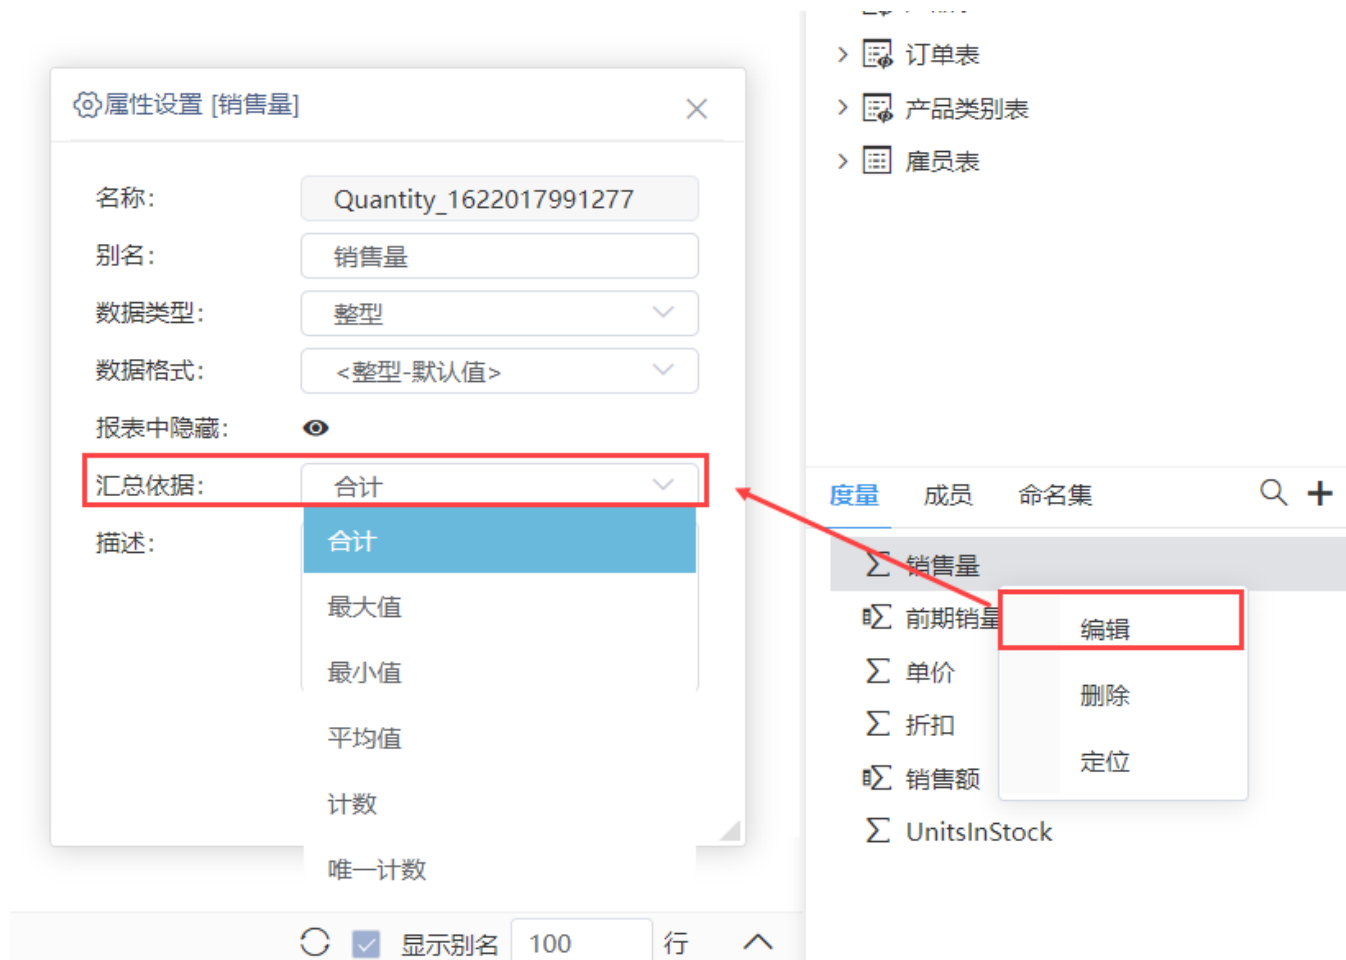 属性设置 [销售量]
名称：
Quantity_1622017991277
别名：
销售量
数据类型：
整型
数据格式：
<整型-默认值>
报表中隐藏：
汇总依据：
合计
描述：
合计
最大值
最小值
平均值
计数
唯一计数
显示别名
100
行
订单表
产品类别表
雇员表
度量
成员
命名集
销售量
前期销量
单价
折扣
销售额
UnitsInStock
编辑
删除
定位